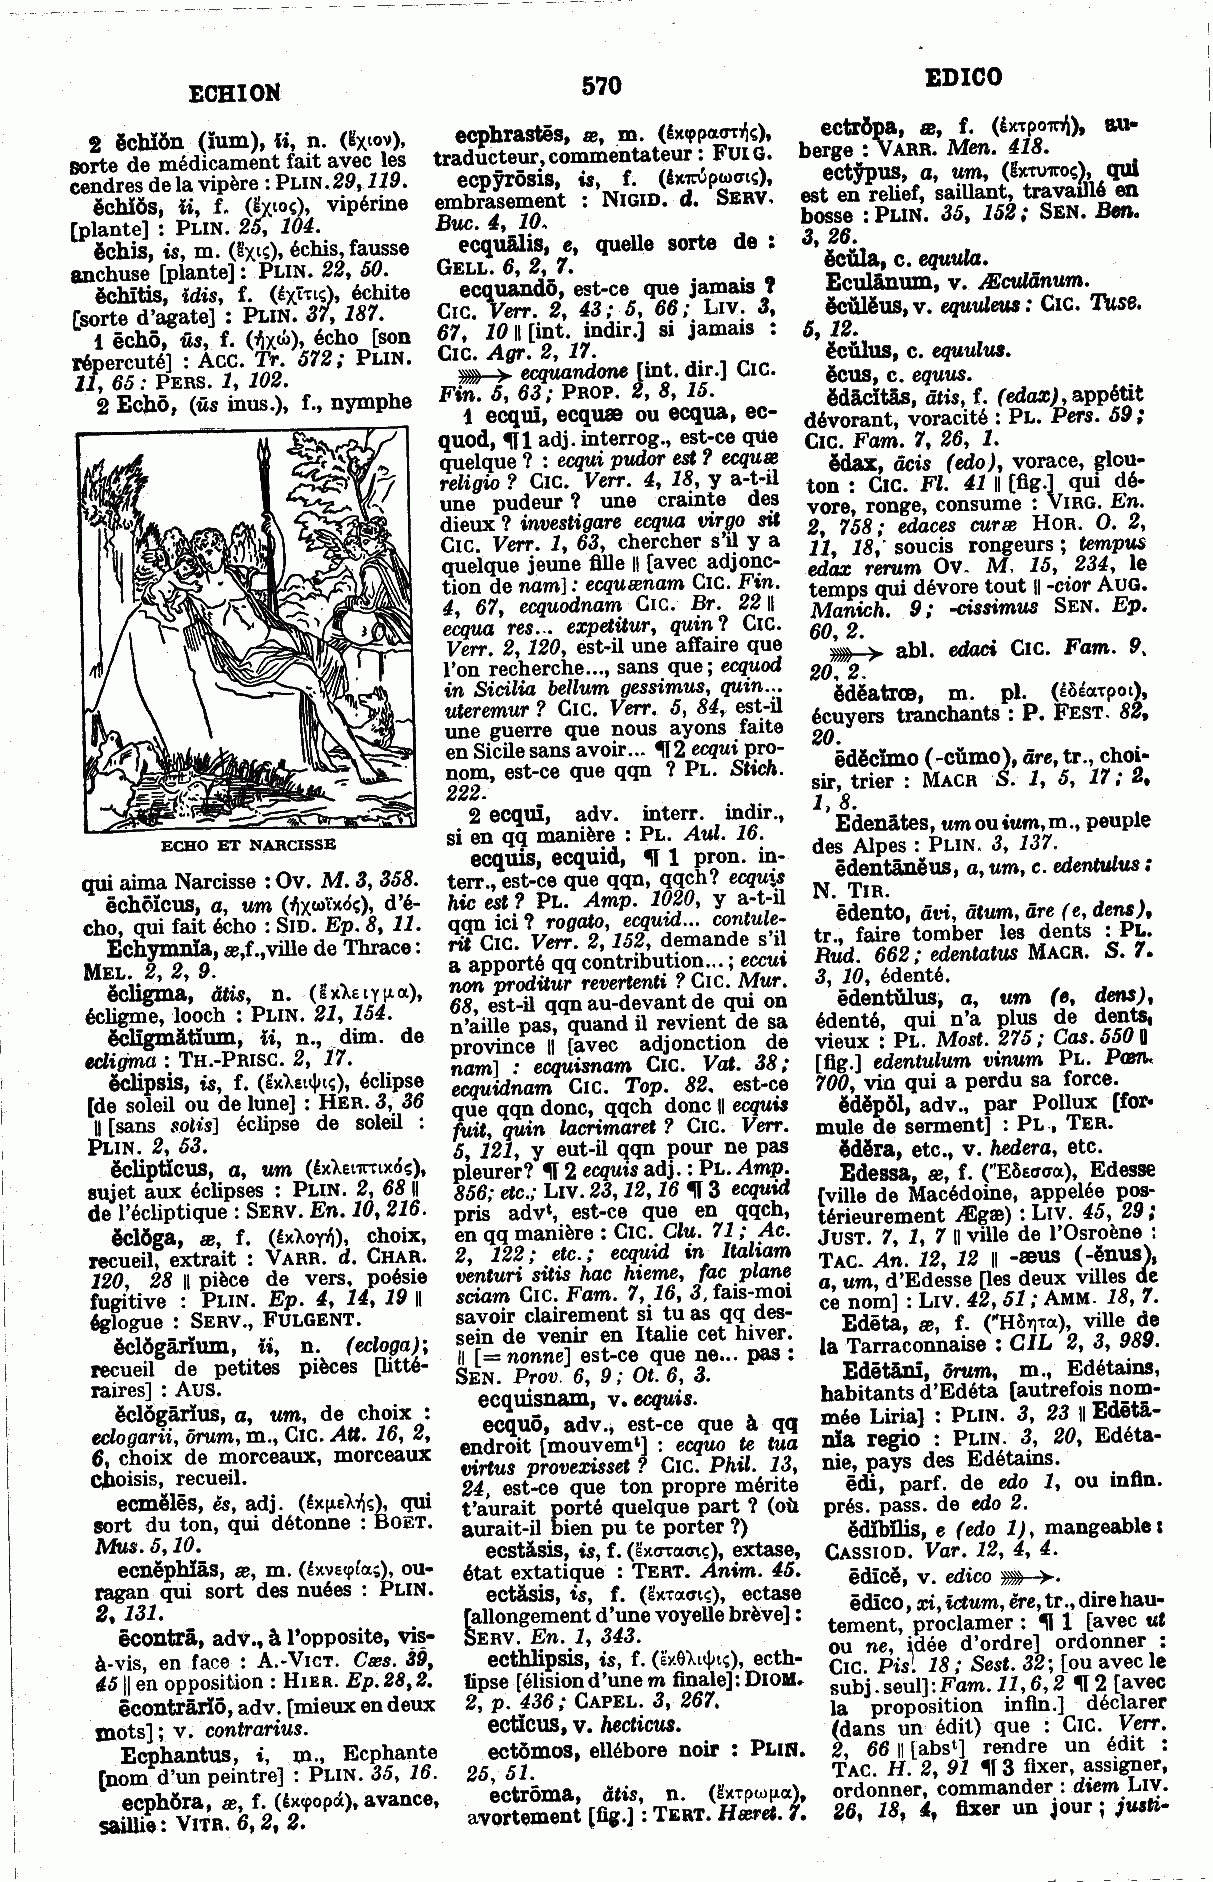 ECHION
570
EDICO
2 ĕchĭŏn (ĭum), ĭi, n. (ἔχιον),
sorte de médicament fait avec les
cendres de la vipère : PLIN. 29, 119.
ĕchĭŏs, ĭi, f. (ἔχιος), vipérine
[plante] : PLIN. 25, 104.
ĕchis, is, m. (ἔχις), échis, fausse
anchuse [plante] : PLIN. 22, 50.
ĕchītis, ĭdis, f. (ἐχῖτις), échite
[sorte d'agate] : PLIN. 37, 187.
1 ēchō, ūs, f. (ἠχώ), écho [son
répercuté] : ACC. Tr. 572; PLIN.
11, 65 : PERS. 1, 102.
2 Echō, (ūs inus.), f., nymphe
ECHO ET NARCISSE
qui aima Narcisse : OV. M. 3, 358.
ēchōĭcus, a, um (ἠχωϊκός), d'é-
cho, qui fait écho : SID. Ep. 8, 11.
Echymnĭa, æ, f., ville de Thrace :
MEL. 2, 2, 9.
ĕcligma, ătis, n. (ἔκλειγμα),
écligme, looch : PLIN. 21, 154.
ĕcligmătĭum, ĭi, n., dim. de
ecligma : TH.-PRISC. 2, 17.
ĕclipsis, is, f. (ἔκλειψις), éclipse
[de soleil ou de lune] : HER. 3, 36
|| [sans solis] éclipse de soleil :
PLIN. 2, 53.
ĕclīptĭcus, a, um (ἐκλειπτικός),
sujet aux éclipses : PLIN. 2, 68 ||
de l'écliptique : SERV. En. 10, 216.
ĕclŏga, æ, f. (ἐκλογή), choix,
recueil, extrait : VARR. d. CHAR.
120, 28 || pièce de vers, poésie
fugitive : PLIN. Ep. 4, 14, 19 ||
églogue : SERV., FULGENT.
ĕclŏgārĭum, ĭi, n. (ecloga);
recueil de petites pièces [litté-
raires] : AUS.
ĕclŏgārĭus, a, um, de choix :
eclogarii, ōrum, m., CIC. Att. 16, 2,
6, choix de morceaux, morceaux
choisis, recueil.
ecmĕlēs, ĕs, adj. (ἐκμελής), qui
sort du ton, qui détonne : BOET.
Mus. 5, 10.
ecnĕphĭās, æ, m. (ἐκνεφίας), ou-
ragan qui sort des nuées : PLIN.
2, 131.
ēcontrā, adv., à l'opposite, vis-
à-vis, en face : A.-VICT. Cæs. 39,
45 || en opposition : HIER. Ep. 28, 2.
ēcontrārĭō, adv. [mieux en deux
mots]; v. contrarius.
Ecphantus, i, m., Ecphante
[nom d'un peintre] : PLIN. 35, 16.
ecphŏra, æ, f. (ἐκφορά), avance,
saillie : VITR. 6, 2, 2.
ecphrastēs, æ, m. (ἐκφραστής),
traducteur, commentateur : FULG.
ecpўrōsis, is, f. (ἐκπύρωσις),
embrasement : NIGID. d. SERV.
Buc. 4, 10.
ecquālis, e, quelle sorte de :
GELL. 6, 2, 7.
ecquandō, est-ce que jamais ?
CIC. Verr. 2, 43; 5, 66; LIV. 3,
67, 10 || [int. indir.] si jamais :
CIC. Agr. 2, 17.
➳ ecquandone [int. dir.] CIC.
Fin. 5, 63; PROP. 2, 8, 15.
1 ecquī, ecquæ ou ecqua, ec-
quod, ¶ 1 adj. interrog., est-ce que
quelque ? : ecqui pudor est ? ecquæ
religio ? CIC. Verr. 4, 18, y a-t-il
une pudeur ? une crainte des
dieux ? investigare ecqua virgo sit
CIC. Verr. 1, 63, chercher s'il y a
quelque jeune fille || [avec adjonc-
tion de nam] : ecquænam CIC. Fin.
4, 67, ecquodnam CIC. Br. 22 ||
ecqua res... expetitur, quin ? CIC.
Verr. 2, 120, est-il une affaire que
l'on recherche..., sans que; ecquod
in Sicilia bellum gessimus, quin...
uteremur ? CIC. Verr. 5, 84, est-il
une guerre que nous ayons faite
en Sicile sans avoir... ¶ 2 ecqui pro-
nom, est-ce que qqn ? PL. Stich.
222.
2 ecquī, adv. interr. indir.,
si en qq manière : PL. Aul. 16.
ecquis, ecquid, ¶ 1 pron. in-
terr., est-ce que qqn, qqch? ecquis
hic est ? PL. Amp. 1020, y a-t-il
qqn ici ? rogato, ecquid... contule-
rit CIC. Verr. 2, 152, demande s'il
a apporté qq contribution...; eccui
non proditur revertenti ? CIC. Mur.
68, est-il qqn au-devant de qui on
n'aille pas, quand il revient de sa
province || [avec adjonction de
nam] : ecquisnam CIC. Vat. 38;
ecquidnam CIC. Top. 82, est-ce
que qqn donc, qqch donc || ecquis
fuit, quin lacrimaret ? CIC. Verr.
5, 121, y eut-il qqn pour ne pas
pleurer? ¶ 2 ecquis adj. : PL. Amp.
856; etc.; LIV. 23, 12, 16 ¶ 3 ecquid
pris advt, est-ce que en qqch,
en qq manière : CIC. Clu. 71; Ac.
2, 122; etc.; ecquid in Italiam
venturi sitis hac hieme, fac plane
sciam CIC. Fam. 7, 16, 3, fais-moi
savoir clairement si tu as qq des-
sein de venir en Italie cet hiver.
|| [= nonne] est-ce que ne... pas :
SEN. Prov. 6, 9; Ot. 6, 3.
ecquisnam, v. ecquis.
ecquō, adv., est-ce que à qq
endroit [mouvemt] : ecquo te tua
virtus provexisset ? CIC. Phil. 13,
24, est-ce que ton propre mérite
t'aurait porté quelque part ? (où
aurait-il bien pu te porter ?)
ecstăsis, is, f. (ἔκστασις), extase,
état extatique : TERT. Anim. 45.
ectăsis, is, f. (ἔκτασις), ectase
[allongement d'une voyelle brève] :
SERV. En. 1, 343.
ecthlipsis, is, f. (ἔκθλιψις), ecth-
lipse [élision d'une m finale] : DIOM.
2, p. 436; CAPEL. 3, 267.
ectĭcus, v. hecticus.
ectŏmos, ellébore noir : PLIN.
25, 51.
ectrōma, ătis, n. (ἔκτρωμα),
avortement [fig.] : TERT. Hæret. 7.
ectrŏpa, æ, f. (ἐκτροπή), au-
berge : VARR. Men. 418.
ectўpus, a, um, (ἔκτυπος), qui
est en relief, saillant, travaillé en
bosse : PLIN. 35, 152; SEN. Ben.
3, 26.
ĕcŭla, c. equula.
Eculānum, v. Æculānum.
ĕcŭlĕus, v. equuleus : CIC. Tusc.
5, 12.
ĕcŭlus, c. equulus.
ĕcus, c. equus.
ĕdācĭtās, ātis, f. (edax), appétit
dévorant, voracité : PL. Pers. 59;
CIC. Fam. 7, 26, 1.
ĕdax, ācis (edo), vorace, glou-
ton : CIC. Fl. 41 || [fig.] qui dé-
vore, ronge, consume : VIRG. En.
2, 758; edaces curæ HOR. O. 2,
11, 18, soucis rongeurs; tempus
edax rerum OV. M. 15, 234, le
temps qui dévore tout || -cior AUG.
Manich. 9; -cissimus SEN. Ep.
60, 2.
➳ abl. edaci CIC. Fam. 9,
20, 2.
ĕdĕatrœ, m. pl. (ἐδέατροι),
écuyers tranchants : P. FEST. 82,
20.
ēdĕcĭmo (-cŭmo), āre, tr., choi-
sir, trier : MACR S. 1, 5, 17; 2,
1, 8.
Edenātes, um ou ium, m., peuple
des Alpes : PLIN. 3, 137.
ēdentānĕus, a, um, c. edentulus :
N. TIR.
ēdento, āvi, ātum, āre (e, dens),
tr., faire tomber les dents : PL.
Rud. 662; edentatus MACR. S. 7.
3, 10, édenté.
ēdentŭlus, a, um (e, dens),
édenté, qui n'a plus de dents,
vieux : PL. Most. 275; Cas. 550 ||
[fig.] edentulum vinum PL. Pœn.
700, vin qui a perdu sa force.
ĕdĕpŏl, adv., par Pollux [for-
mule de serment] : PL., TER.
ĕdĕra, etc., v. hedera, etc.
Edessa, æ, f. (Ἔδεσσα), Edesse
[ville de Macédoine, appelée pos-
térieurement Ægæ) : LIV. 45, 29;
JUST. 7, 1, 7 || ville de l'Osroène :
TAC. An. 12, 12 || -æus (-ēnus),
a, um, d'Edesse [les deux villes de
ce nom] : LIV. 42, 51; AMM. 18, 7.
Edēta, æ, f. (Ἤδητα), ville de
la Tarraconnaise : CIL 2, 3, 989.
Edētāni, ōrum, m., Edétains,
habitants d'Edéta [autrefois nom-
mée Liria] : PLIN. 3, 23 || Edētā-
nia regio : PLIN. 3, 20, Edéta-
nie, pays des Edétains.
ēdi, parf. de edo 1, ou infin.
prés. pass. de edo 2.
ĕdĭbĭlis, e (edo 1), mangeable :
CASSIOD. Var. 12, 4, 4.
ēdīcĕ, v. edico ➳.
ēdīco, xi, ictum, ĕre, tr., dire hau-
tement, proclamer : ¶ 1 [avec ut
ou ne, idée d'ordre] ordonner :
CIC. Pis. 18; Sest. 32; [ou avec le
subj. seul] : Fam. 11, 6, 2 ¶ 2 [avec
la proposition infin.] déclarer
(dans un édit) que : CIC. Verr.
2, 66 || [abst] rendre un édit :
TAC. H. 2, 91 ¶ 3 fixer, assigner,
ordonner, commander : diem LIV.
26, 18, 4, fixer un jour; justi-